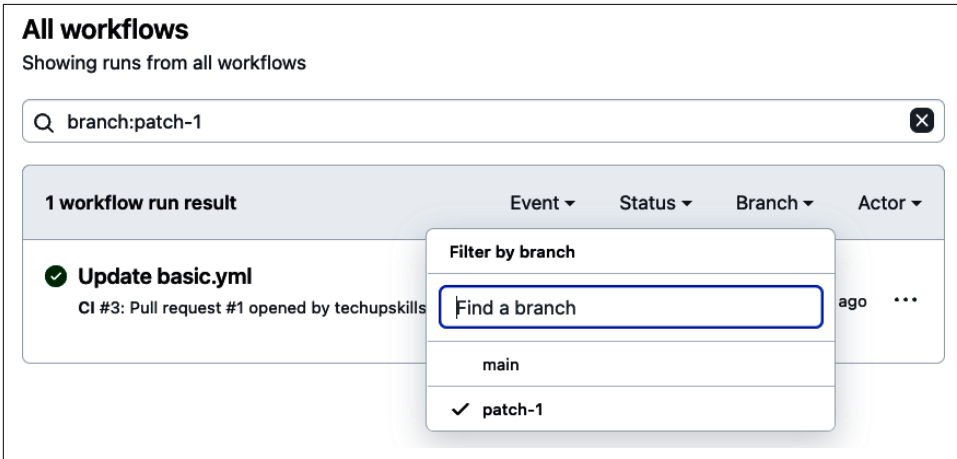 All workflows
Showing runs from all workflows
branch:patch-1
1 workflow run result Event Status Branch Actor
Filter by branch
Update basic.yml
CI #3: Pull request #1 opened by techupskills
Find a branch
ago
main
patch-1